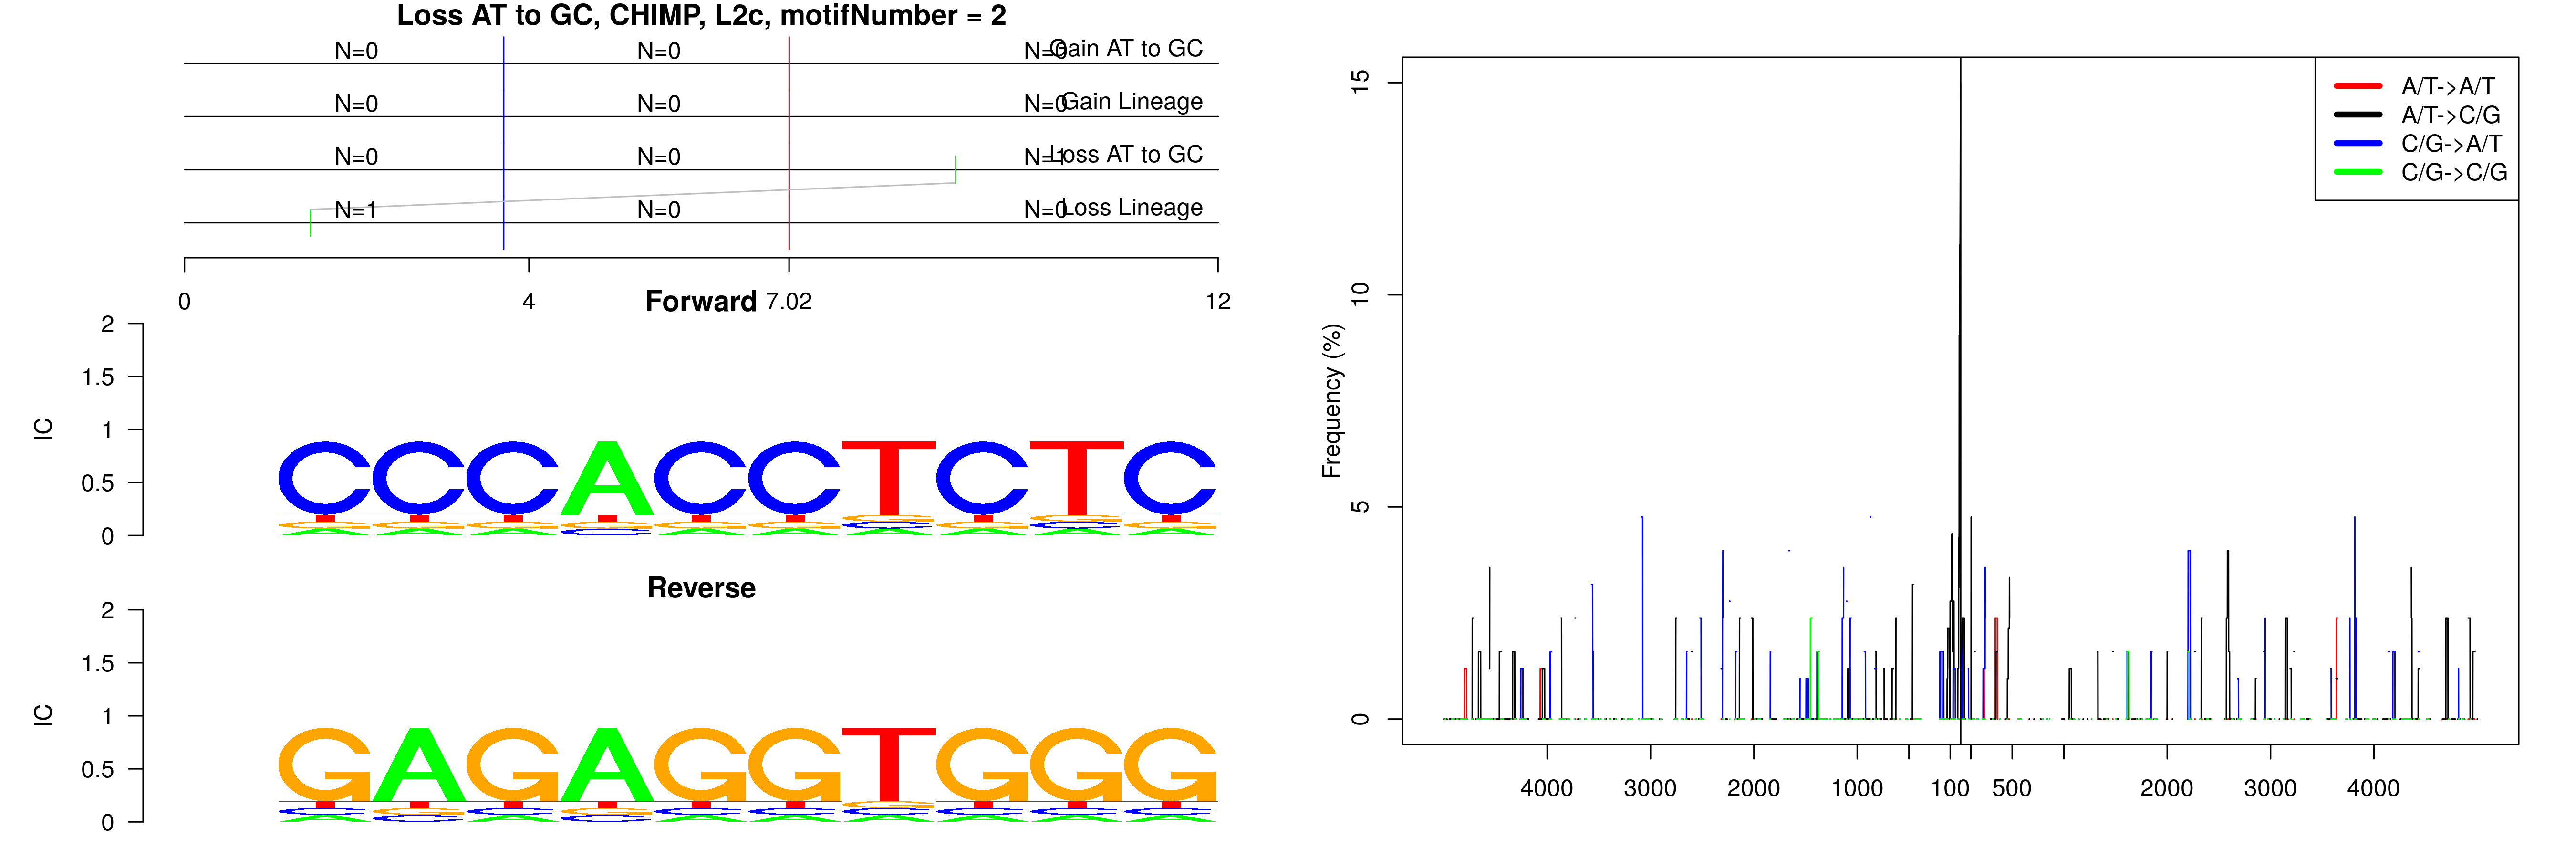 Loss AT to GC, CHIMP, L2c, motifNumber = 2
N=0 N=0 N=0 Gain AT to GC
N=0 N=0 N=0 Gain Lineage
N=0 N=0 N=1 Loss AT to GC
N=1 N=0 N=0 Loss Lineage
0 4 7.02 12
Forward
2
1.5
1
0.5
0
IC
CCCACCTCTC
Reverse
2
1.5
1
0.5
0
IC
GAGAGGTGGG
15
10
5
0
Frequency (%)
A/T->A/T
A/T->C/G
C/G->A/T
C/G->C/G
4000 3000 2000 1000 100 500 2000 3000 4000